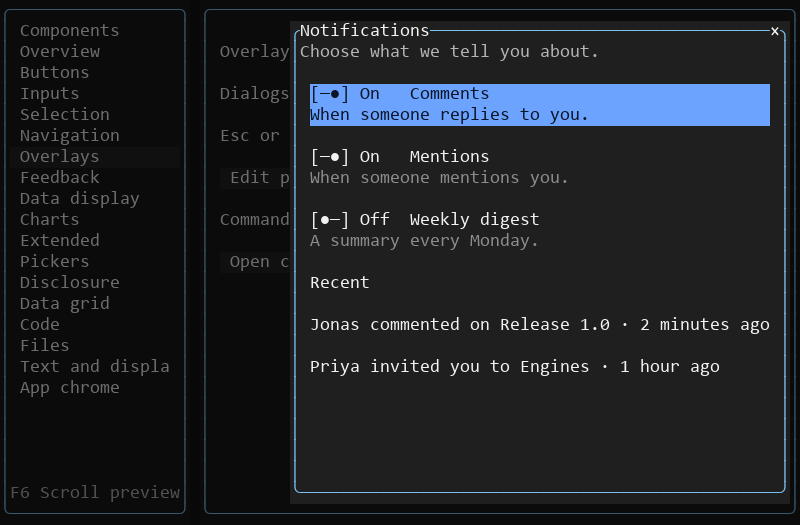 Components
Overview
Buttons
Inputs
Selection
Navigation
Overlays
Feedback
Data display
Charts
Extended
Pickers
Disclosure
Data grid
Code
Files
Text and displa
App chrome
F6 Scroll preview
Overlay
Dialogs
Esc or
Edit p
Command
Open c
Notifications ×
Choose what we tell you about.
[─●] On Comments
When someone replies to you.
[─●] On Mentions
When someone mentions you.
[●─] Off Weekly digest
A summary every Monday.
Recent
Jonas commented on Release 1.0 · 2 minutes ago
Priya invited you to Engines · 1 hour ago